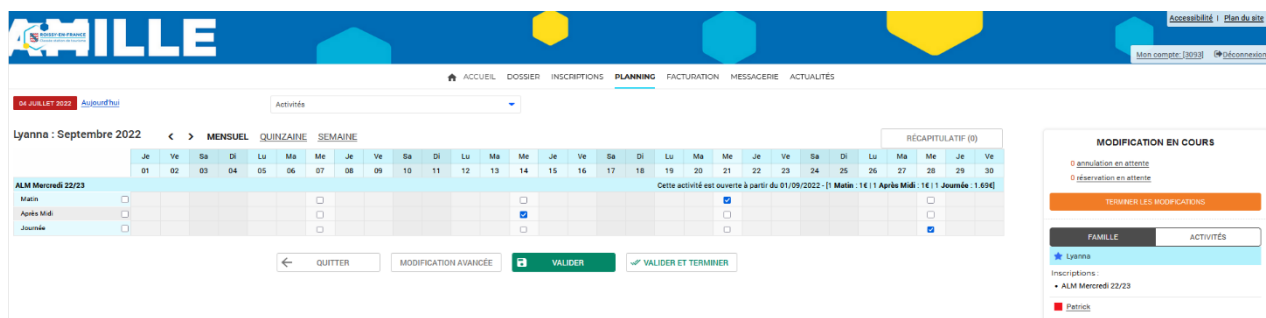 Accessibilité | Plan du site
AMILLE
ROISSY-EN-FRANCE
Mon compte: [3093] Déconnexion
ACCUEIL DOSSIER INSCRIPTIONS PLANNING FACTURATION MESSAGERIE ACTUALITÉS
04 JUILLET 2022 Aujourd'hui Activités
Lyanna : Septembre 2022 < > MENSUEL QUINZAINE SEMAINE RÉCAPITULATIF (0)
Je Ve Sa Di Lu Ma Me Je Ve Sa Di Lu Ma Me Je Ve Sa Di Lu Ma Me Je Ve Sa Di Lu Ma Me Je Ve
01 02 03 04 05 06 07 08 09 10 11 12 13 14 15 16 17 18 19 20 21 22 23 24 25 26 27 28 29 30
ALM Mercredi 22/23 Cette activité est ouverte à partir du 01/09/2022 - [1 Matin : 1€ | 1 Après Midi : 1€ | 1 Journée : 1.69€]
Matin
Après Midi
Journée
QUITTER MODIFICATION AVANCÉE VALIDER VALIDER ET TERMINER
MODIFICATION EN COURS
0 annulation en attente
0 réservation en attente
TERMINER LES MODIFICATIONS
FAMILLE ACTIVITÉS
Lyanna
Inscriptions :
• ALM Mercredi 22/23
Patrick